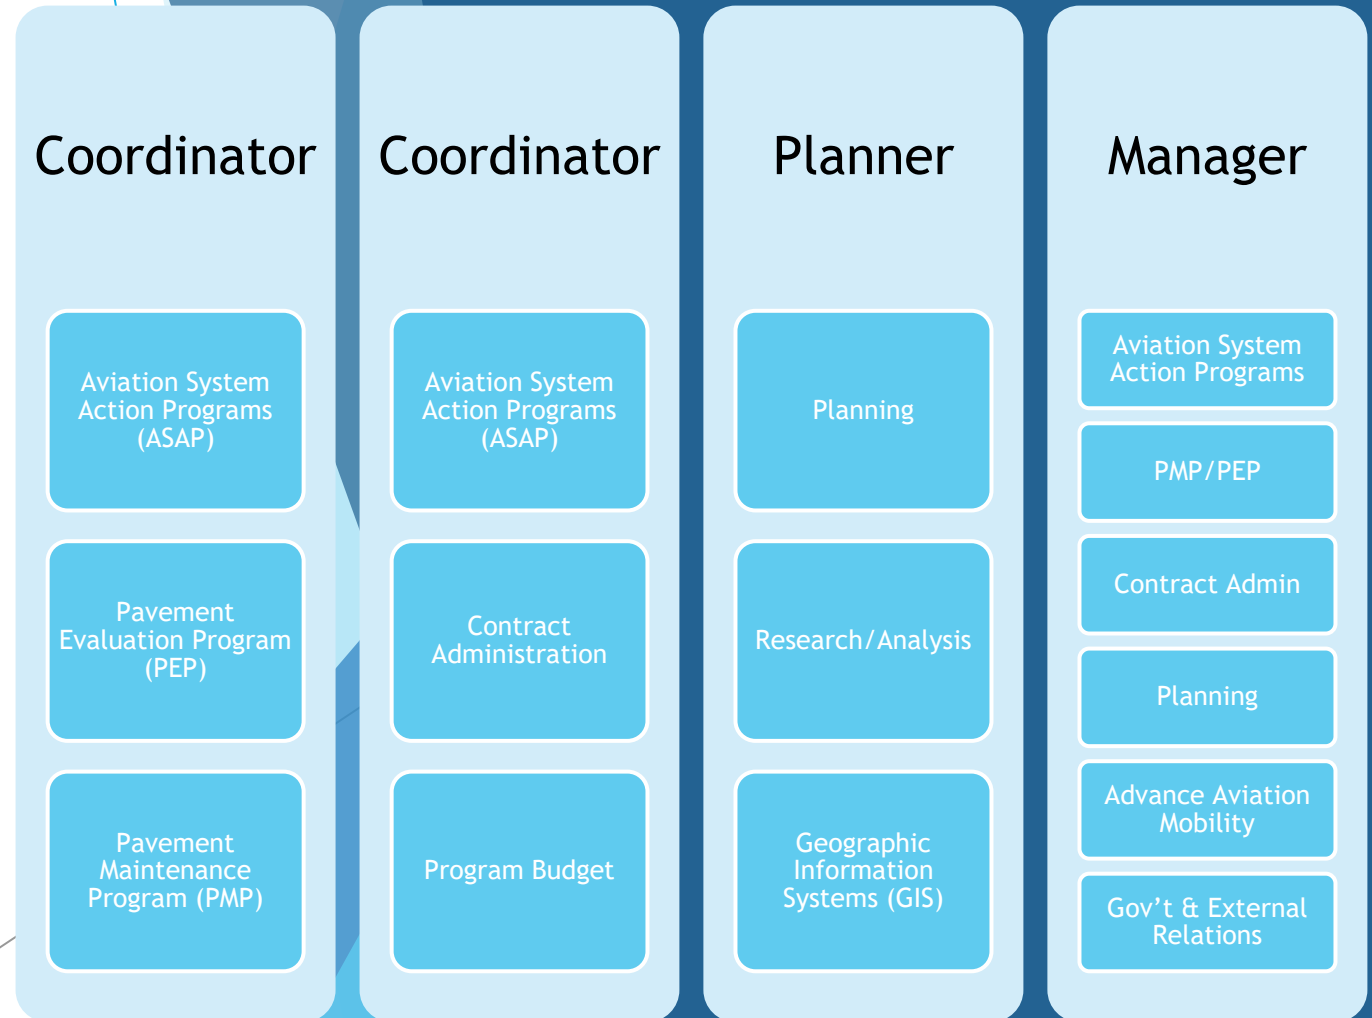 Coordinator
Aviation System
Action Programs
(ASAP)
Pavement
Evaluation Program
(PEP)
Pavement
Maintenance
Program (PMP)
Coordinator
Aviation System
Action Programs
(ASAP)
Contract
Administration
Program Budget
Planner
Planning
Research/Analysis
Geographic
Information
Systems (GIS)
Manager
Aviation System
Action Programs
PMP/PEP
Contract Admin
Planning
Advance Aviation
Mobility
Gov’t & External
Relations